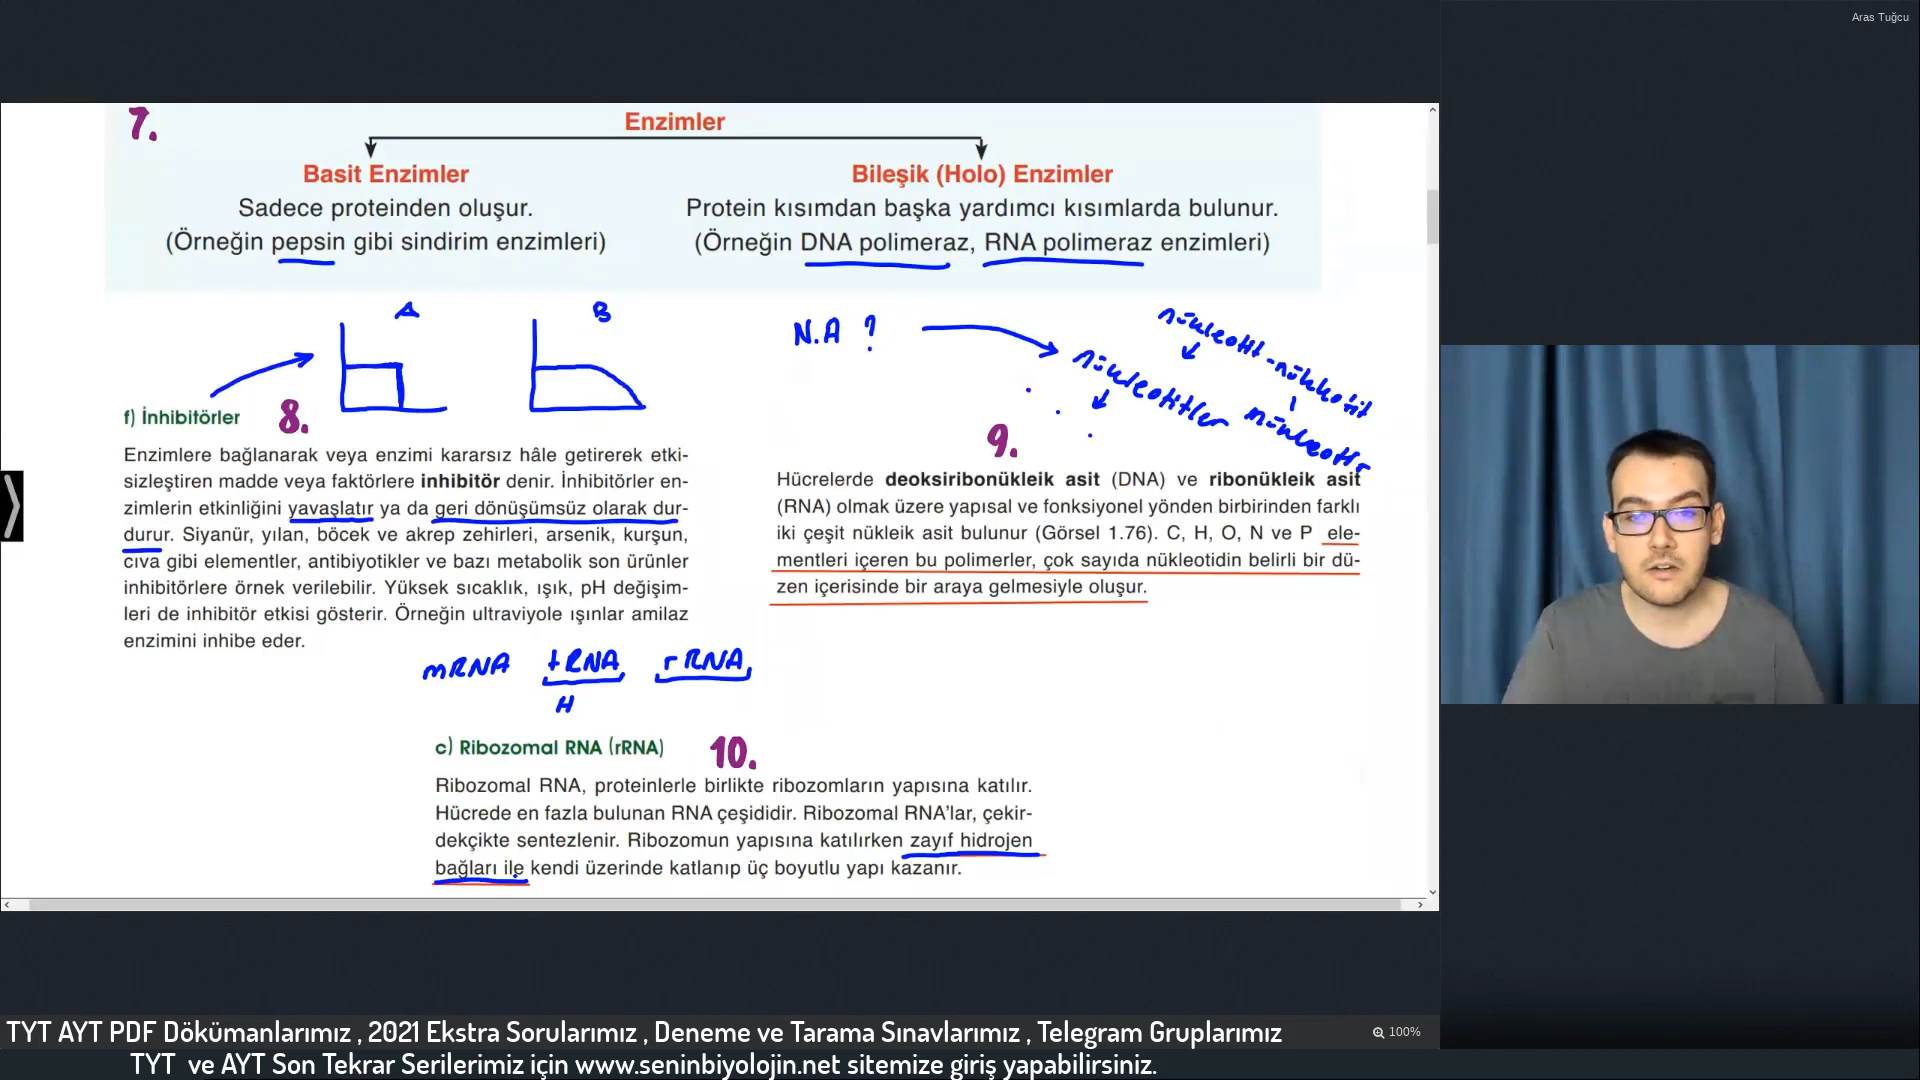 Aras Tuğcu
7.
Enzimler
Basit Enzimler
Sadece proteinden oluşur.
(Örneğin pepsin gibi sindirim enzimleri)
Bileşik (Holo) Enzimler
Protein kısımdan başka yardımcı kısımlarda bulunur.
(Örneğin DNA polimeraz, RNA polimeraz enzimleri)
A
B
N.A ?
nükleotit-nükleotit
nükleotitler
nükleotit
f) İnhibitörler
8.
Enzimlere bağlanarak veya enzimi kararsız hâle getirerek etki-
sizleştiren madde veya faktörlere inhibitör denir. İnhibitörler en-
zimlerin etkinliğini yavaşlatır ya da geri dönüşümsüz olarak dur-
durur. Siyanür, yılan, böcek ve akrep zehirleri, arsenik, kurşun,
cıva gibi elementler, antibiyotikler ve bazı metabolik son ürünler
inhibitörlere örnek verilebilir. Yüksek sıcaklık, ışık, pH değişim-
leri de inhibitör etkisi gösterir. Örneğin ultraviyole ışınlar amilaz
enzimini inhibe eder.
9.
Hücrelerde deoksiribonükleik asit (DNA) ve ribonükleik asit
(RNA) olmak üzere yapısal ve fonksiyonel yönden birbirinden farklı
iki çeşit nükleik asit bulunur (Görsel 1.76). C, H, O, N ve P ele-
mentleri içeren bu polimerler, çok sayıda nükleotidin belirli bir dü-
zen içerisinde bir araya gelmesiyle oluşur.
mRNA tRNA rRNA
H
c) Ribozomal RNA (rRNA)
10.
Ribozomal RNA, proteinlerle birlikte ribozomların yapısına katılır.
Hücrede en fazla bulunan RNA çeşididir. Ribozomal RNA'lar, çekir-
dekçikte sentezlenir. Ribozomun yapısına katılırken zayıf hidrojen
bağları ile kendi üzerinde katlanıp üç boyutlu yapı kazanır.
100%
TYT AYT PDF Dökümanlarımız , 2021 Ekstra Sorularımız , Deneme ve Tarama Sınavlarımız , Telegram Gruplarımız
TYT ve AYT Son Tekrar Serilerimiz için www.seninbiyolojin.net sitemize giriş yapabilirsiniz.